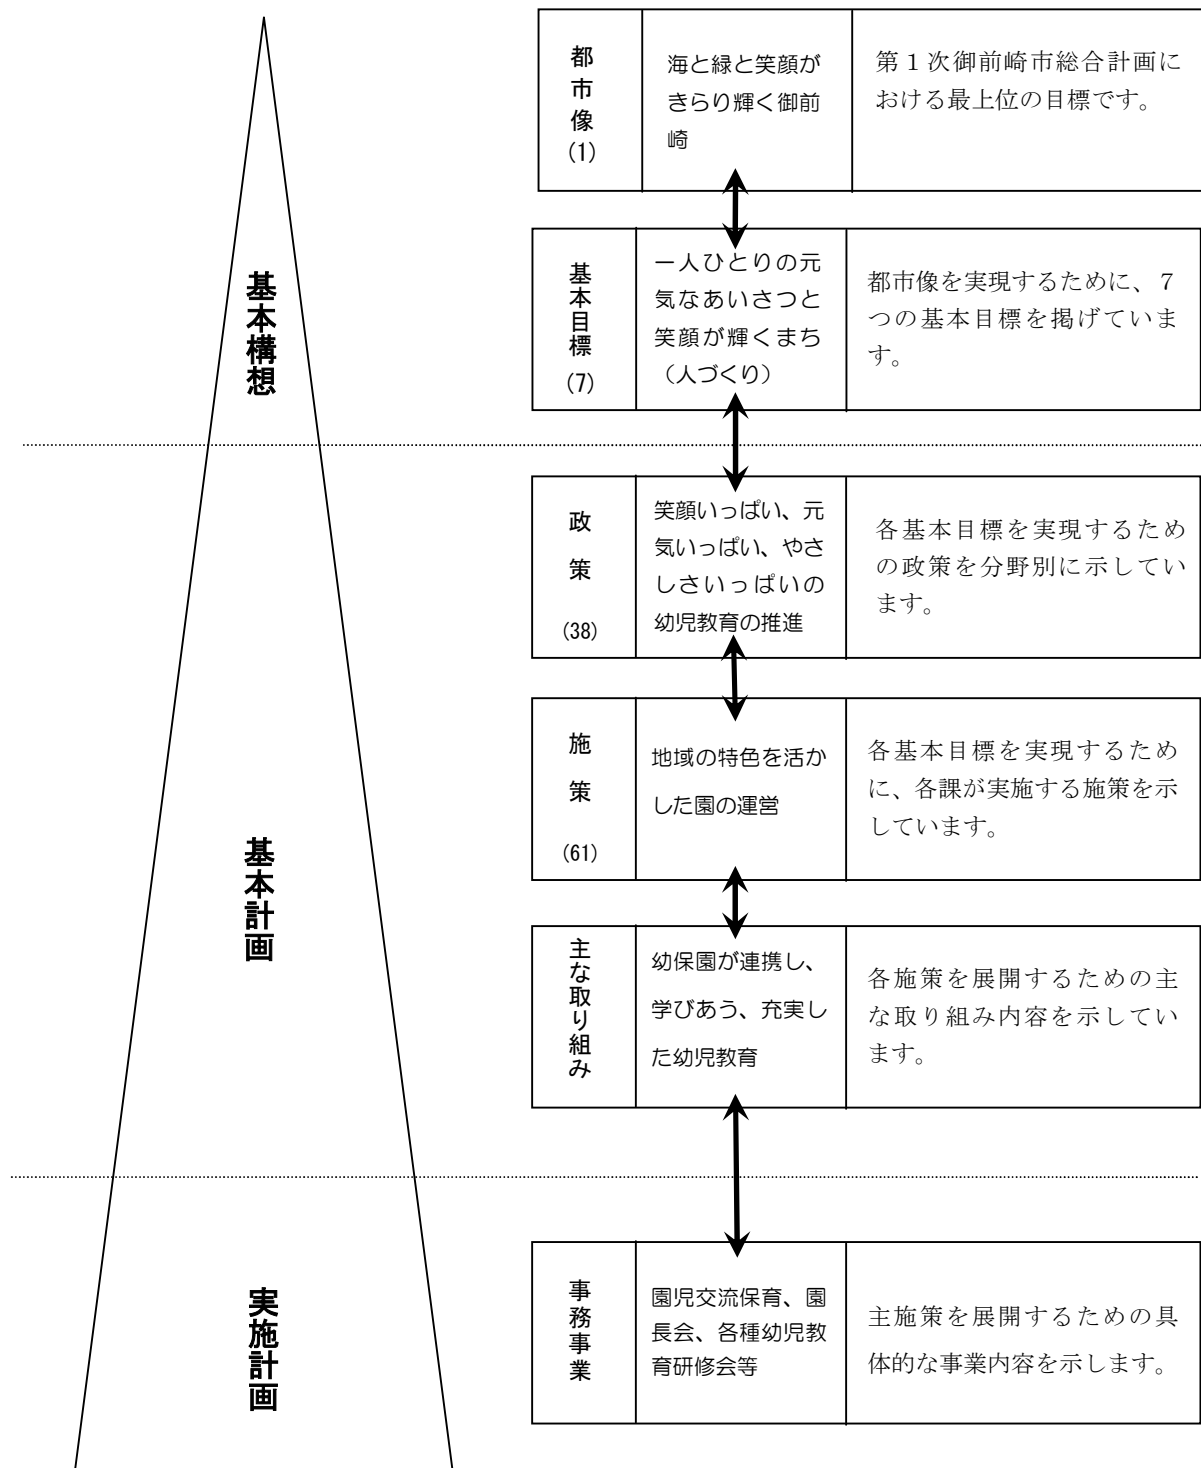 基本構想
都市像
(1)
海と緑と笑顔が
きらり輝く御前
崎
第1次御前崎市総合計画に
おける最上位の目標です。
基本目標
(7)
一人ひとりの元
気なあいさつと
笑顔が輝くまち
（人づくり）
都市像を実現するために、7
つの基本目標を掲げていま
す。
基本計画
政策
(38)
笑顔いっぱい、元
気いっぱい、やさ
しさいっぱいの
幼児教育の推進
各基本目標を実現するため
の政策を分野別に示してい
ます。
施策
(61)
地域の特色を活か
した園の運営
各基本目標を実現するため
に、各課が実施する施策を示
しています。
主な取り組み
幼保園が連携し、
学びあう、充実し
た幼児教育
各施策を展開するための主
な取り組み内容を示してい
ます。
実施計画
事務事業
園児交流保育、園
長会、各種幼児教
育研修会等
主施策を展開するための具
体的な事業内容を示します。